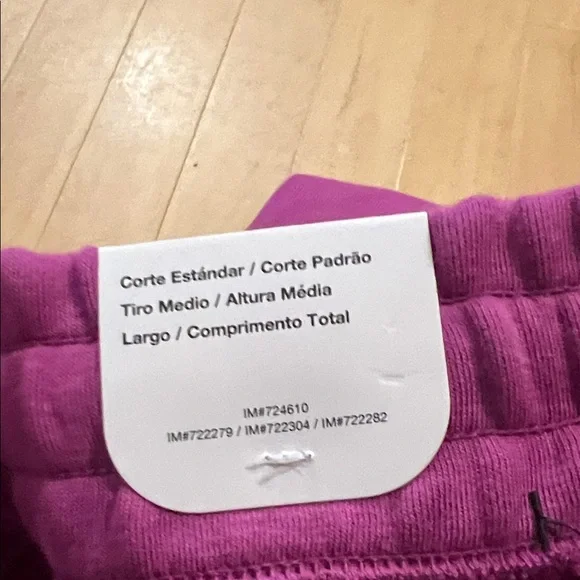 Corte Estándar / Corte Padrão
Tiro Medio / Altura Média
Largo / Comprimento Total
IM#724610
IM#722279 / IM#722304 / IM#722282